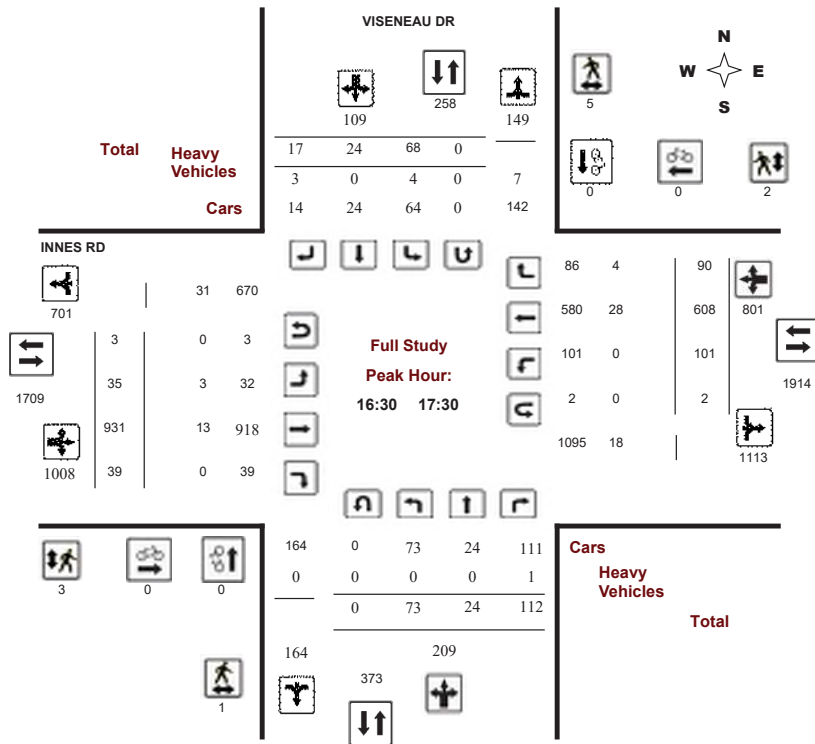 VISENEAU DR
N
W E
S
258
5
109 149
Total Heavy Vehicles
17 24 68 0
3 0 4 0 7
Cars 14 24 64 0 142
0 0 2
INNES RD
701
31 670
3 0 3
1709
35 3 32
931 13 918
1008
39 0 39
Full Study
Peak Hour:
16:30 17:30
86 4 90
580 28 608 801
101 0 101
1914
2 0 2
1095 18
1113
164 0 73 24 111 Cars
0 0 0 0 1 Heavy Vehicles
0 73 24 112 Total
3 0 0
164 209
373
1